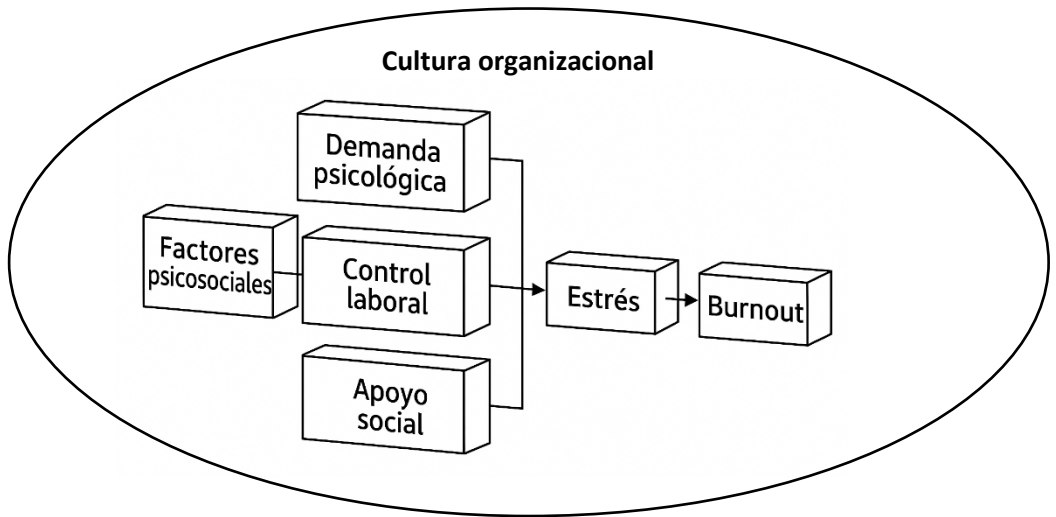 Cultura organizacional
Demanda
psicológica
Factores
psicosociales
Control
laboral
Apoyo
social
Estrés
Burnout